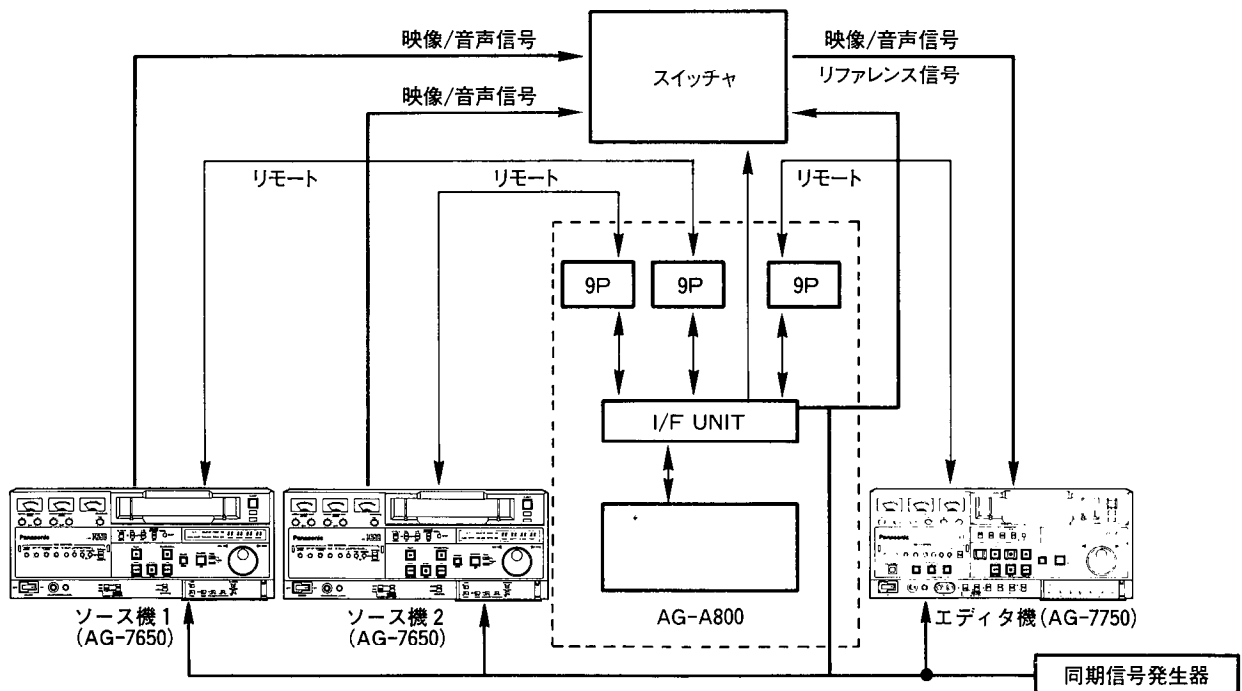 映像/音声信号
スイッチャ
映像/音声信号
リファレンス信号
映像/音声信号
リモート
リモート
リモート
9P
9P
9P
I/F UNIT
Panasonic
Panasonic
ソース機1
(AG-7650)
ソース機2
(AG-7650)
AG-A800
エディタ機(AG-7750)
同期信号発生器